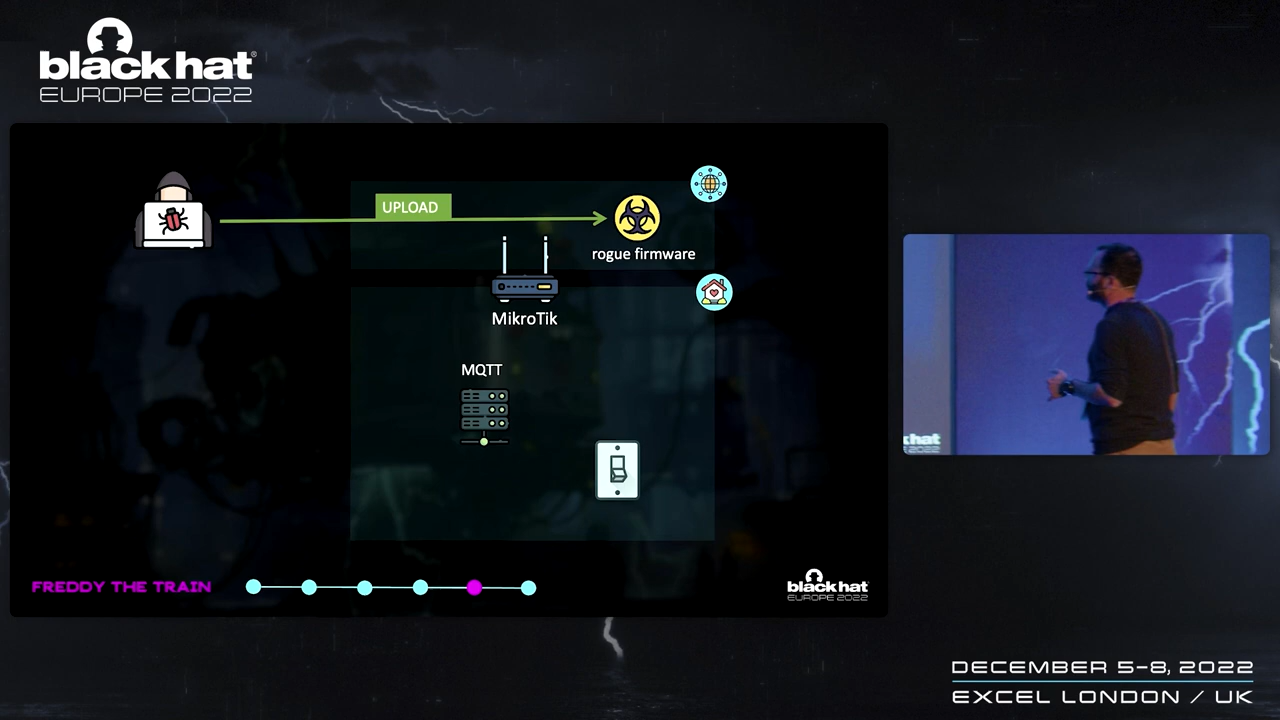 black hat®
EUROPE 2022
UPLOAD
rogue firmware
MikroTik
MQTT
FREDDY THE TRAIN
black hat
EUROPE 2022
hat
2022
DECEMBER 5-8, 2022
EXCEL LONDON / UK